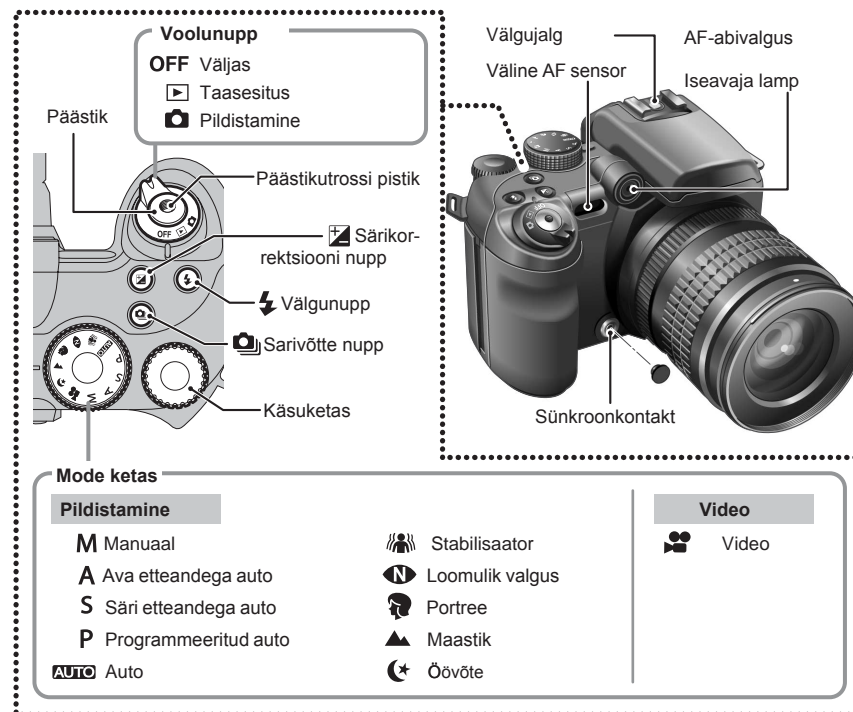 Voolunupp
OFF Väljas
Taasesitus
Pildistamine
Päästik
Päästikutrossi pistik
OFF
Särikor-
rektsiooni nupp
Välgunupp
Sarivõtte nupp
Käsuketas
AUTO
P
S
A
M
Välgujalg
AF-abivalgus
Väline AF sensor
Iseavaja lamp
Sünkroonkontakt
Mode ketas
Pildistamine
M Manuaal
A Ava etteandega auto
S Säri etteandega auto
P Programmeeritud auto
AUTO Auto
Stabilisaator
N Loomulik valgus
Portree
Maastik
Öövõte
Video
Video